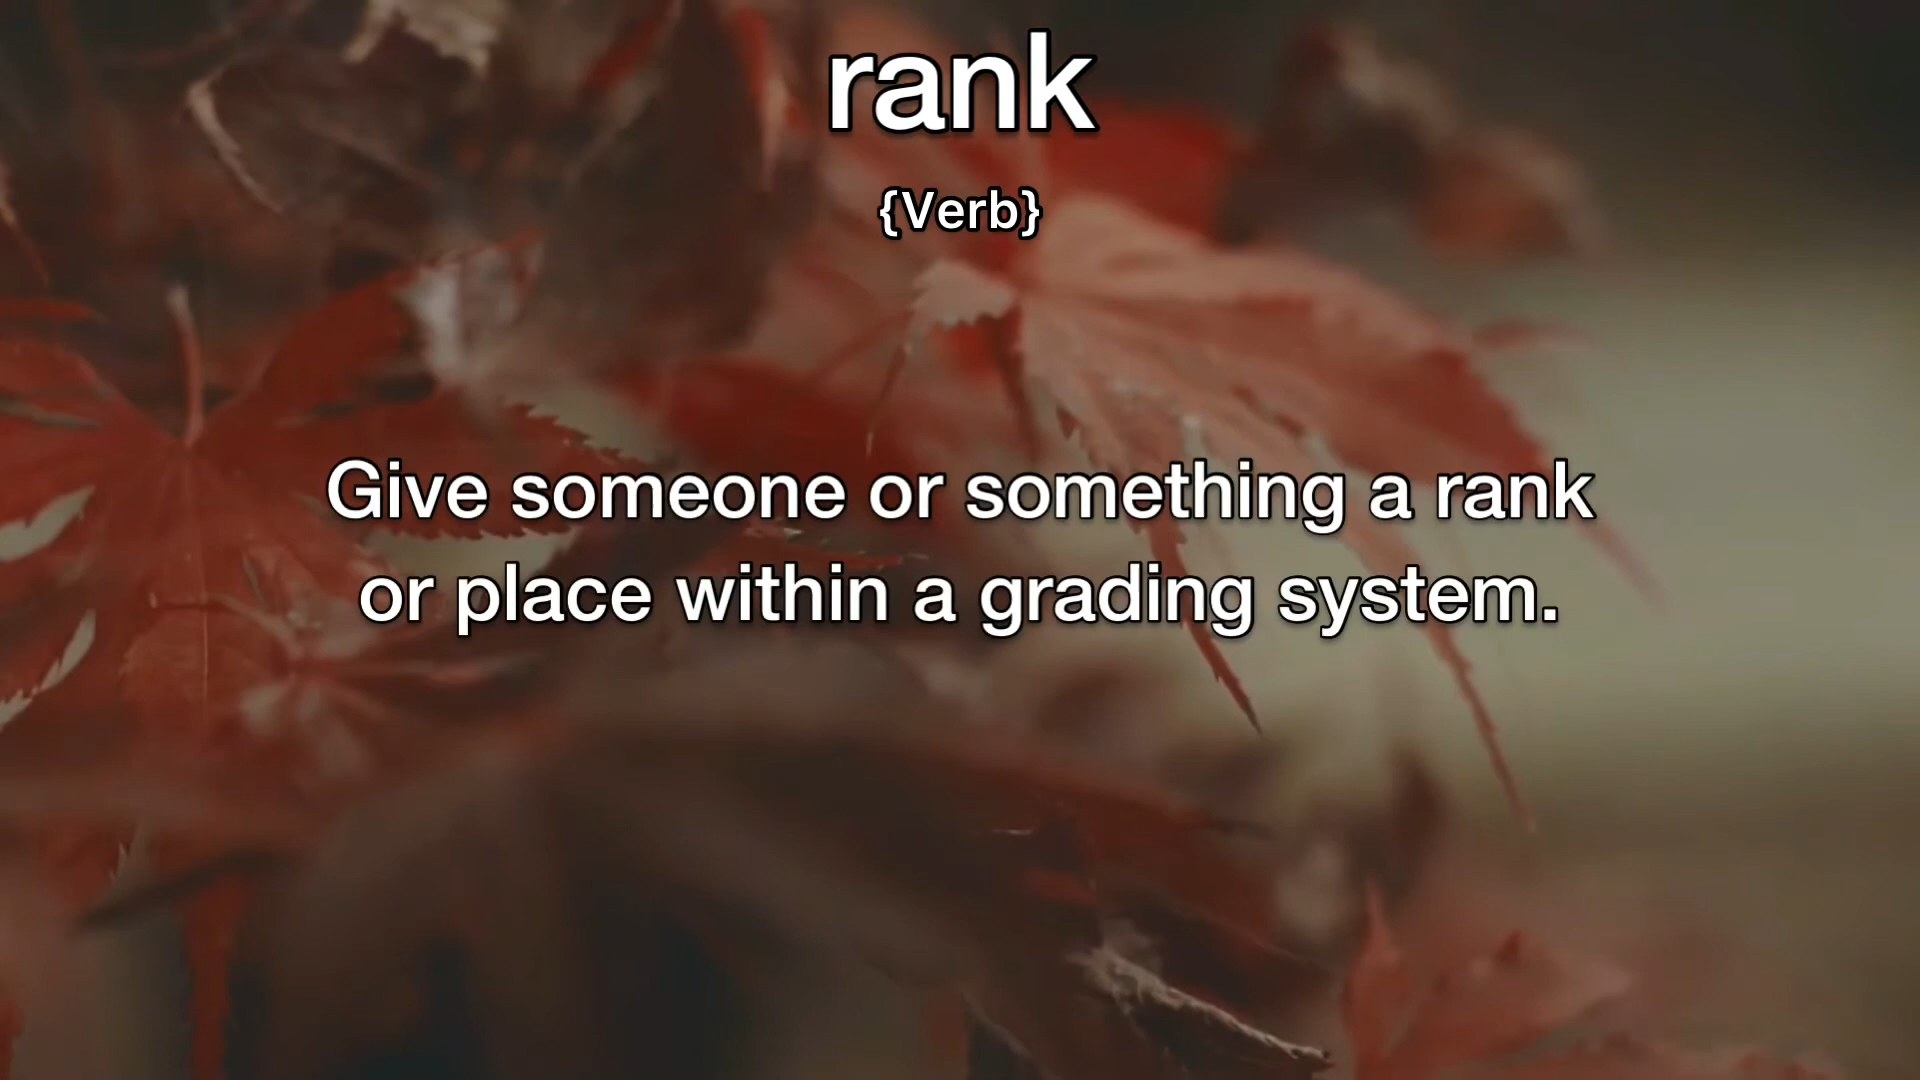 rank
{Verb}
Give someone or something a rank
or place within a grading system.